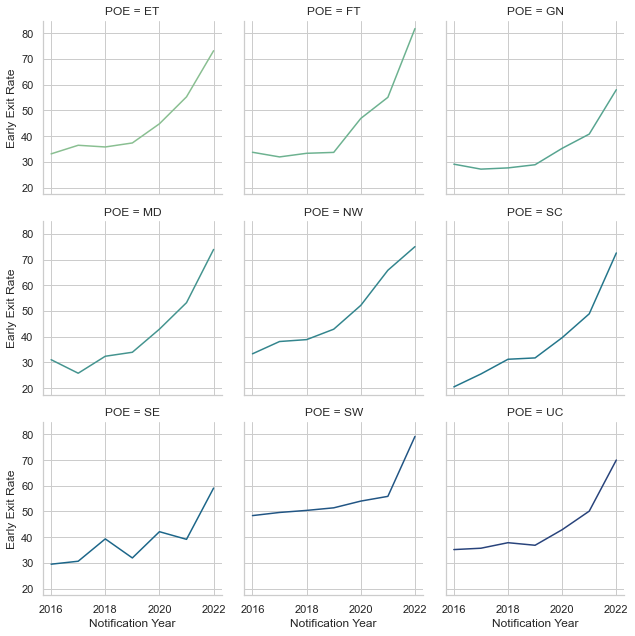 POE = ET POE = FT POE = GN
80
70
60
50
40
30
20
Early Exit Rate
POE = MD POE = NW POE = SC
80
70
60
50
40
30
20
Early Exit Rate
POE = SE POE = SW POE = UC
80
70
60
50
40
30
20
Early Exit Rate
2016 2018 2020 2022 2016 2018 2020 2022 2016 2018 2020 2022
Notification Year Notification Year Notification Year